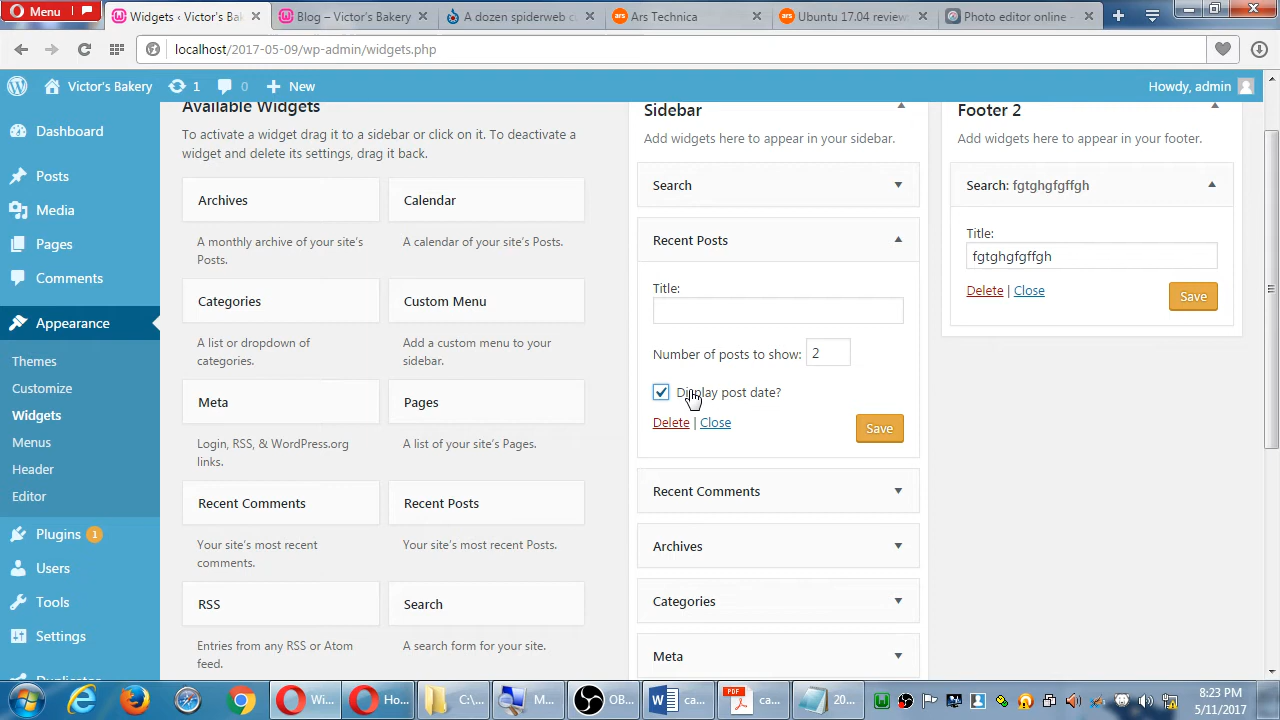 Menu
Widgets ‹ Victor's Bak
Blog – Victor's Bakery
A dozen spiderweb c
Ars Technica
Ubuntu 17.04 review
Photo editor online -
localhost/2017-05-09/wp-admin/widgets.php
Victor's Bakery
1
0
New
Howdy, admin
Dashboard
Posts
Media
Pages
Comments
Appearance
Themes
Customize
Widgets
Menus
Header
Editor
Plugins 1
Users
Tools
Settings
Duplicator
Available Widgets
To activate a widget drag it to a sidebar or click on it. To deactivate a
widget and delete its settings, drag it back.
Archives
A monthly archive of your site's
Posts.
Calendar
A calendar of your site's Posts.
Categories
A list or dropdown of
categories.
Custom Menu
Add a custom menu to your
sidebar.
Meta
Login, RSS, & WordPress.org
links.
Pages
A list of your site's Pages.
Recent Comments
Your site's most recent
comments.
Recent Posts
Your site's most recent Posts.
RSS
Entries from any RSS or Atom
feed.
Search
A search form for your site.
Sidebar
Add widgets here to appear in your sidebar.
Search
Recent Posts
Title:
Number of posts to show: 2
Display post date?
Delete | Close
Save
Recent Comments
Archives
Categories
Meta
Footer 2
Add widgets here to appear in your footer.
Search: fgtghgfgffgh
Title:
fgtghgfgffgh
Delete | Close
Save
Wi...
Ho...
C:\...
M...
OB...
ca...
ca...
20...
8:23 PM
5/11/2017